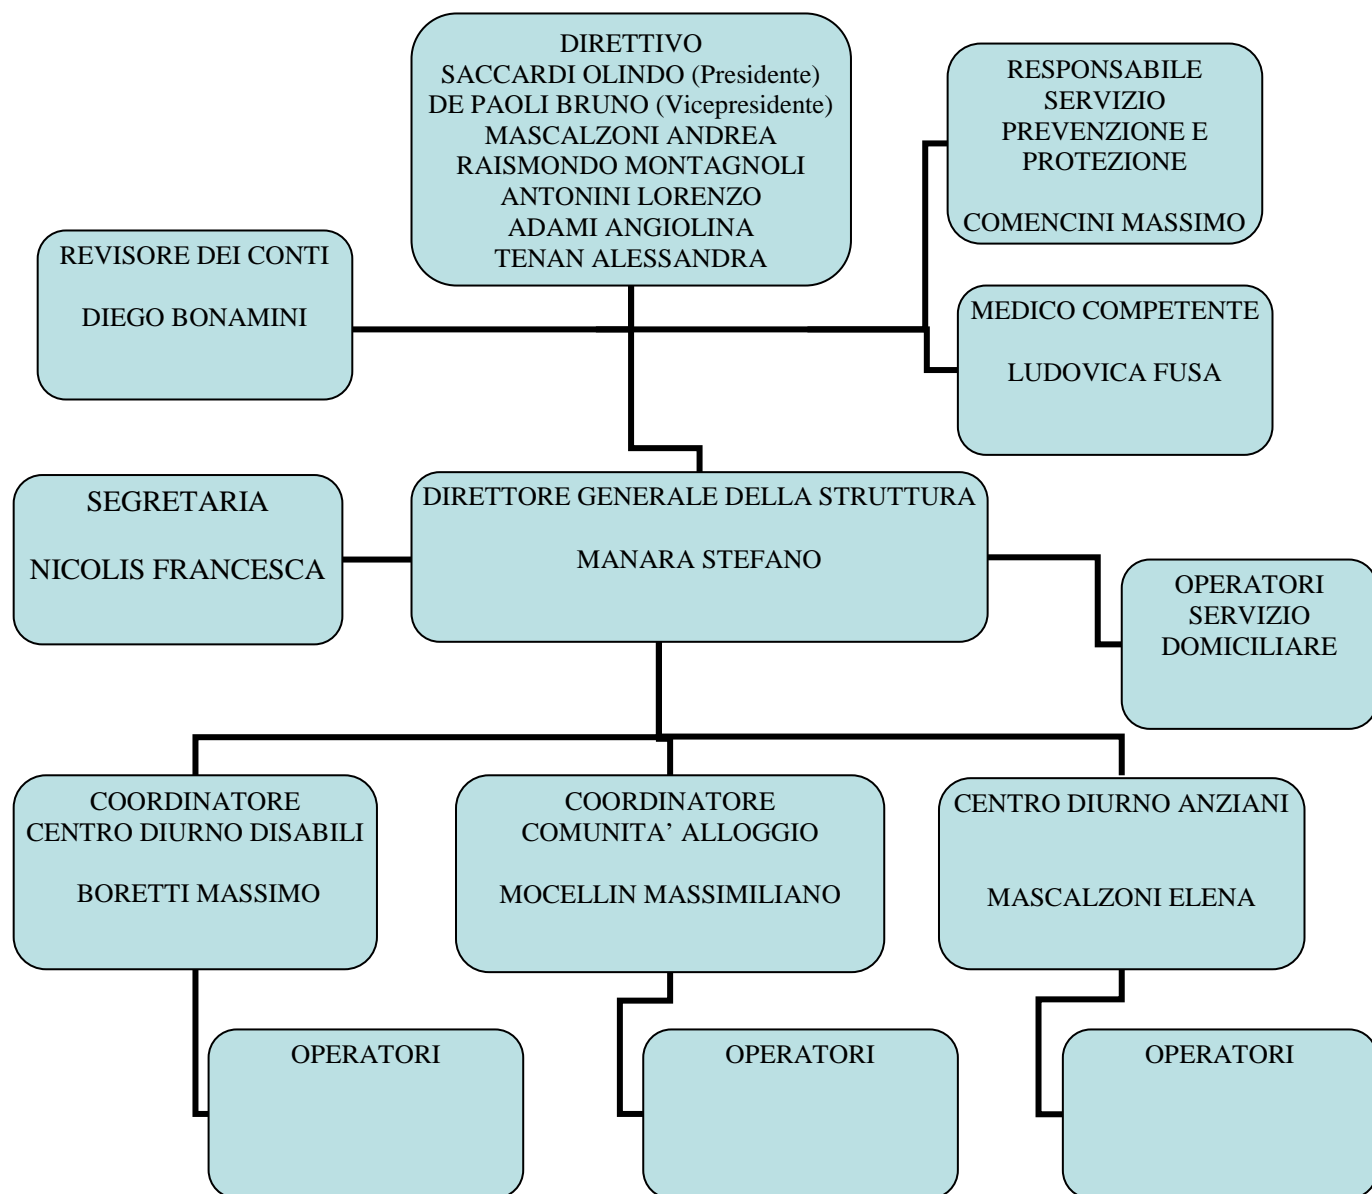 DIRETTIVO
SACCARDI OLINDO (Presidente)
DE PAOLI BRUNO (Vicepresidente)
MASCALZONI ANDREA
RAISMONDO MONTAGNOLI
ANTONINI LORENZO
ADAMI ANGIOLINA
TENAN ALESSANDRA
RESPONSABILE
SERVIZIO
PREVENZIONE E
PROTEZIONE
COMENCINI MASSIMO
REVISORE DEI CONTI
DIEGO BONAMINI
MEDICO COMPETENTE
LUDOVICA FUSA
SEGRETARIA
NICOLIS FRANCESCA
DIRETTORE GENERALE DELLA STRUTTURA
MANARA STEFANO
OPERATORI
SERVIZIO
DOMICILIARE
COORDINATORE
CENTRO DIURNO DISABILI
BORETTI MASSIMO
COORDINATORE
COMUNITA’ ALLOGGIO
MOCELLIN MASSIMILIANO
CENTRO DIURNO ANZIANI
MASCALZONI ELENA
OPERATORI
OPERATORI
OPERATORI